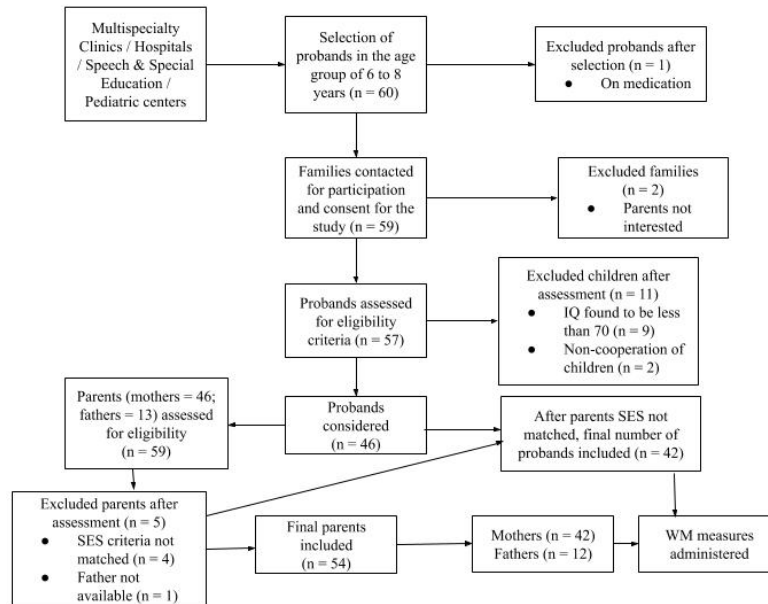 Multispecialty
Clinics / Hospitals
/ Speech & Special
Education /
Pediatric centers
Selection of
probands in the age
group of 6 to 8
years (n = 60)
Excluded probands after
selection (n = 1)
● On medication
Families contacted
for participation
and consent for the
study (n = 59)
Excluded families
(n = 2)
● Parents not
interested
Probands assessed
for eligibility
criteria (n = 57)
Excluded children after
assessment (n = 11)
● IQ found to be less
than 70 (n = 9)
● Non-cooperation of
children (n = 2)
Parents (mothers = 46;
fathers = 13) assessed
for eligibility
(n = 59)
Probands
considered
(n = 46)
After parents SES not
matched, final number of
probands included (n = 42)
Excluded parents after
assessment (n = 5)
● SES criteria not
matched (n = 4)
● Father not
available (n = 1)
Final parents
included
(n = 54)
Mothers (n = 42)
Fathers (n = 12)
WM measures
administered